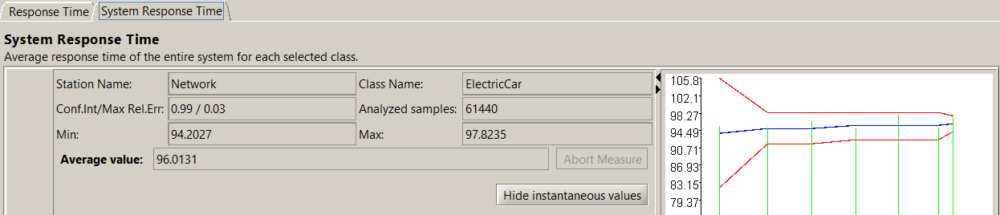 Response Time System Response Time
System Response Time
Average response time of the entire system for each selected class.
Station Name: Network Class Name: ElectricCar
Conf.Int/Max Rel.Err: 0.99 / 0.03 Analyzed samples: 61440
Min: 94.2027 Max: 97.8235
Average value: 96.0131 Abort Measure
Hide instantaneous values
105.8
102.1
98.27
94.49
90.71
86.93
83.15
79.37